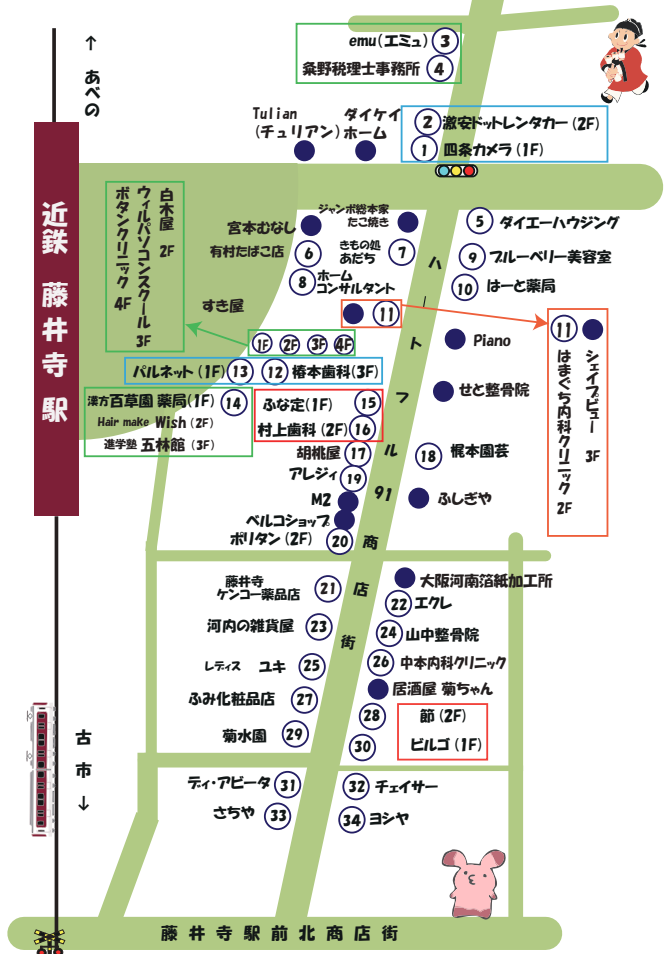 ↑ あべの
近鉄 藤井寺駅
古市 ↓
emu(エミュ) 3
粂野税理士事務所 4
Tulian
(チュリアン)
ダイケイ
ホーム
2 激安ドットレンタカー(2F)
1 四条カメラ(1F)
白木屋 2F
ウィルパソコンスクール 3F
ボタンクリニック 4F
宮本むなし
ジャンボ総本家
たこ焼き
5 ダイエーハウジング
有村たばこ店 6
きもの処
あだち 7
9 ブルーベリー美容室
8 ホーム
コンサルタント
10 はーと薬局
すき屋
11
11 シェイプビュー 3F
はまぐち内科クリニック 2F
1F 2F 3F 4F
Piano
パルネット(1F) 13
12 椿本歯科(3F)
漢方百草園 薬局(1F) 14
Hair make Wish (2F)
進学塾 五林館 (3F)
ふな定(1F) 15
村上歯科(2F) 16
せと整骨院
胡桃屋 17
18 梶本園芸
アレジィ 19
M2
ふしぎや
ベルコショップ
ポリタン(2F) 20
ハートフル91商店街
藤井寺
ケンコー薬品店 21
大阪河南箔紙加工所
22 エクレ
河内の雑貨屋 23
24 山中整骨院
レディス ユキ 25
26 中本内科クリニック
ふみ化粧品店 27
居酒屋 菊ちゃん
28 節(2F)
菊水園 29
30 ビルゴ(1F)
ディ・アビータ 31
32 チェイサー
さちや 33
34 ヨシヤ
藤井寺駅前北商店街